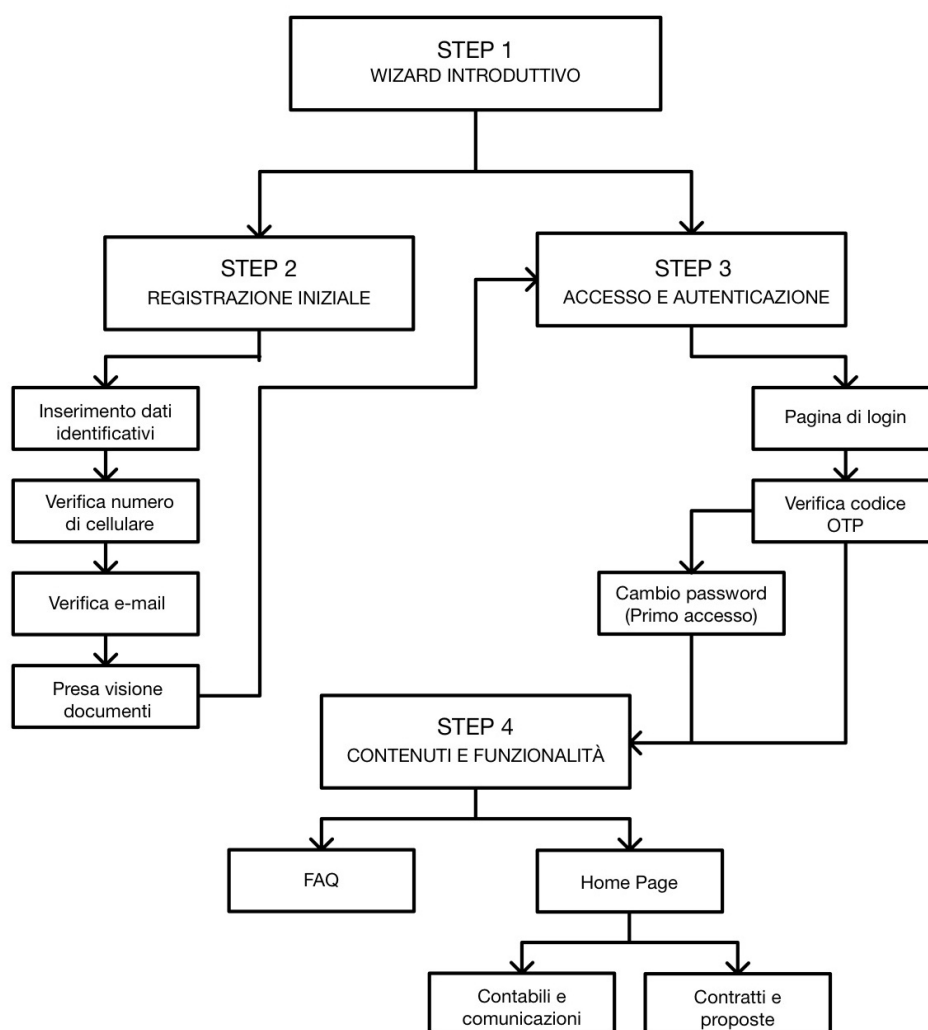 STEP 1
WIZARD INTRODUTTIVO
STEP 2
REGISTRAZIONE INIZIALE
STEP 3
ACCESSO E AUTENTICAZIONE
Inserimento dati
identificativi
Verifica numero
di cellulare
Verifica e-mail
Presa visione
documenti
Pagina di login
Verifica codice
OTP
Cambio password
(Primo accesso)
STEP 4
CONTENUTI E FUNZIONALITÀ
FAQ
Home Page
Contabili e
comunicazioni
Contratti e
proposte